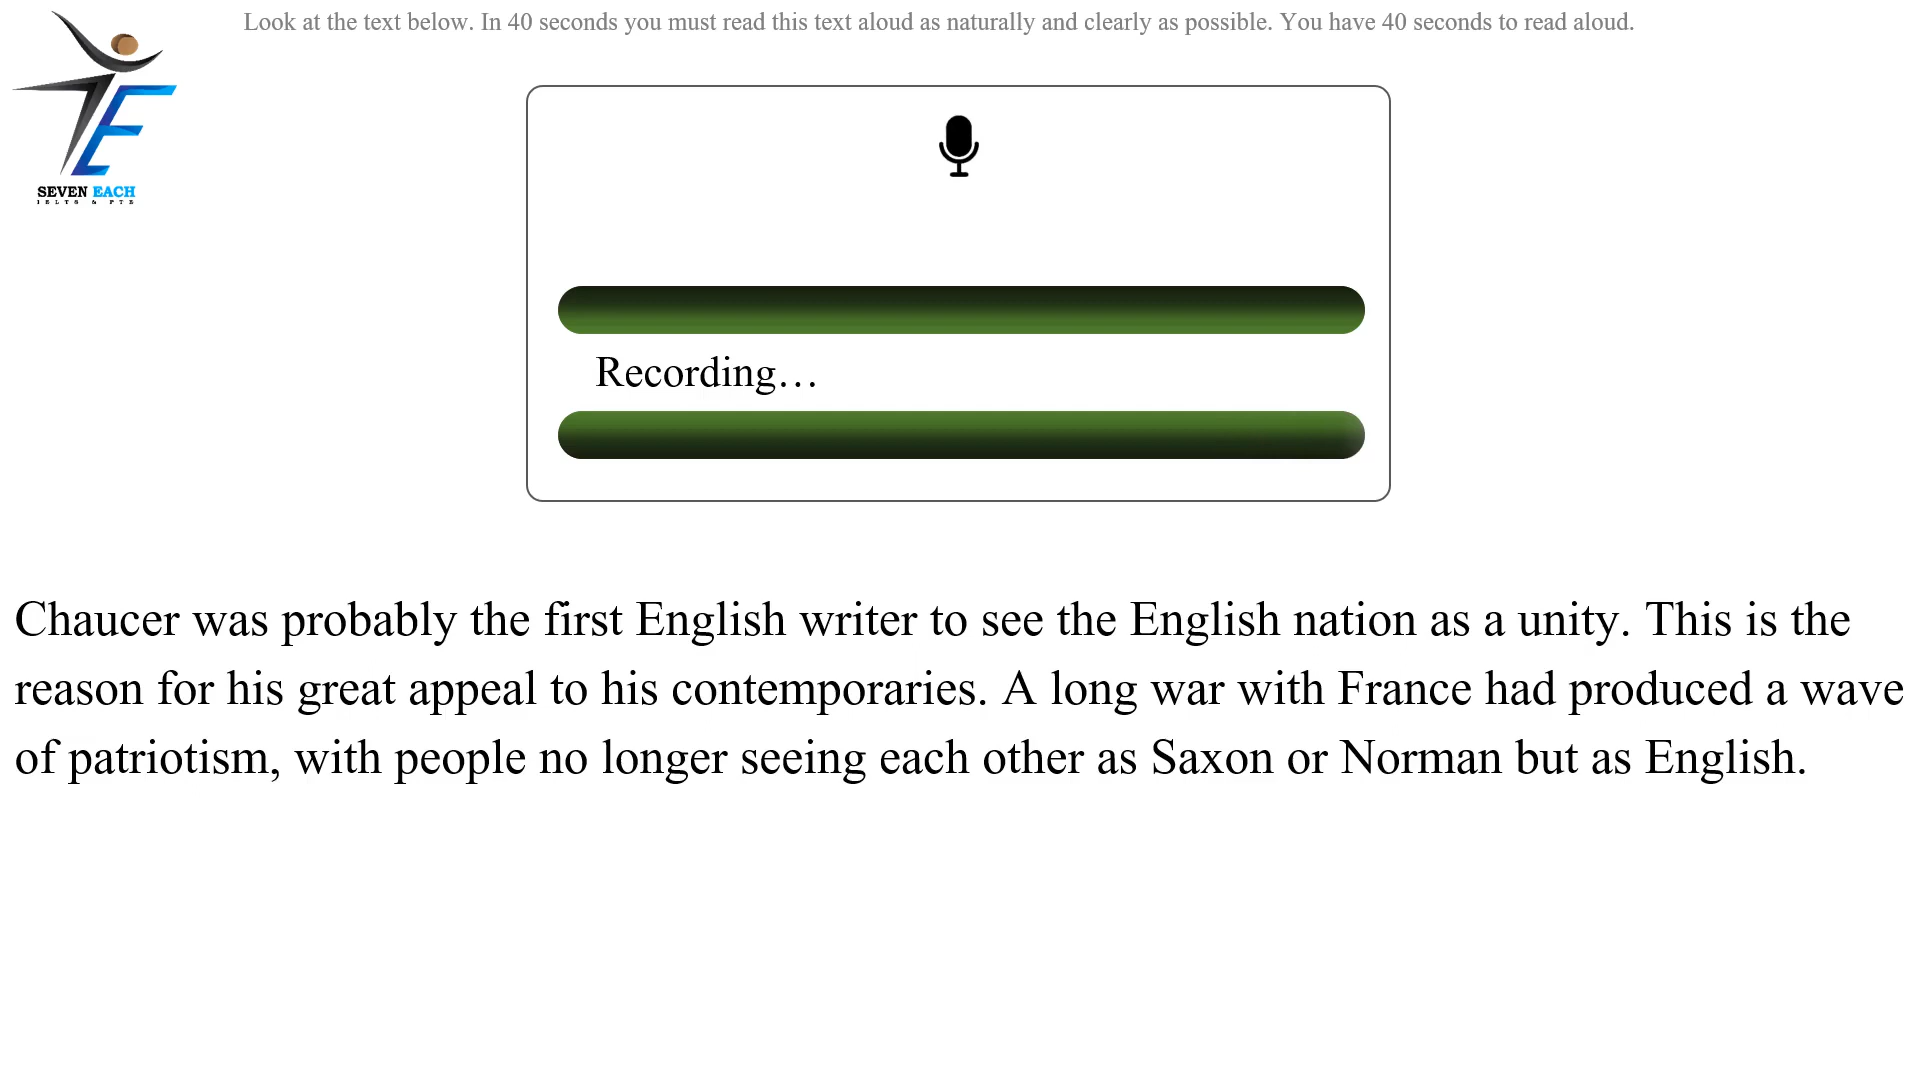 Look at the text below. In 40 seconds you must read this text aloud as naturally and clearly as possible. You have 40 seconds to read aloud.
SEVEN EACH
IELTS & PTE
Recording…
Chaucer was probably the first English writer to see the English nation as a unity. This is the
reason for his great appeal to his contemporaries. A long war with France had produced a wave
of patriotism, with people no longer seeing each other as Saxon or Norman but as English.